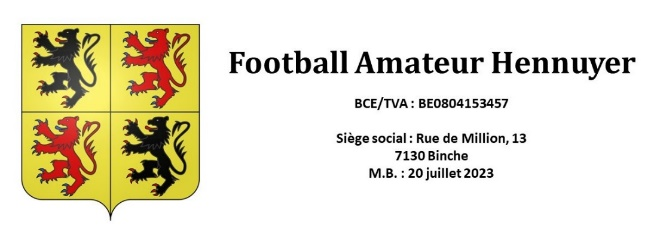 Football Amateur Hennuyer
BCE/TVA : BE0804153457
Siège social : Rue de Million, 13
7130 Binche
M.B. : 20 juillet 2023